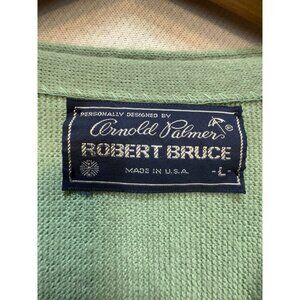 PERSONALLY DESIGNED BY
Arnold Palmer ®
ROBERT BRUCE
MADE IN U.S.A. -L-